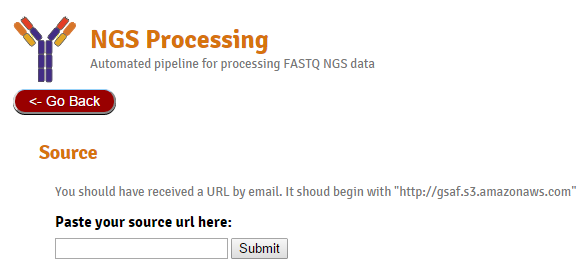 NGS Processing
Automated pipeline for processing FASTQ NGS data
<- Go Back
Source
You should have received a URL by email. It shoud begin with "http://gsaf.s3.amazonaws.com"
Paste your source url here:
Submit